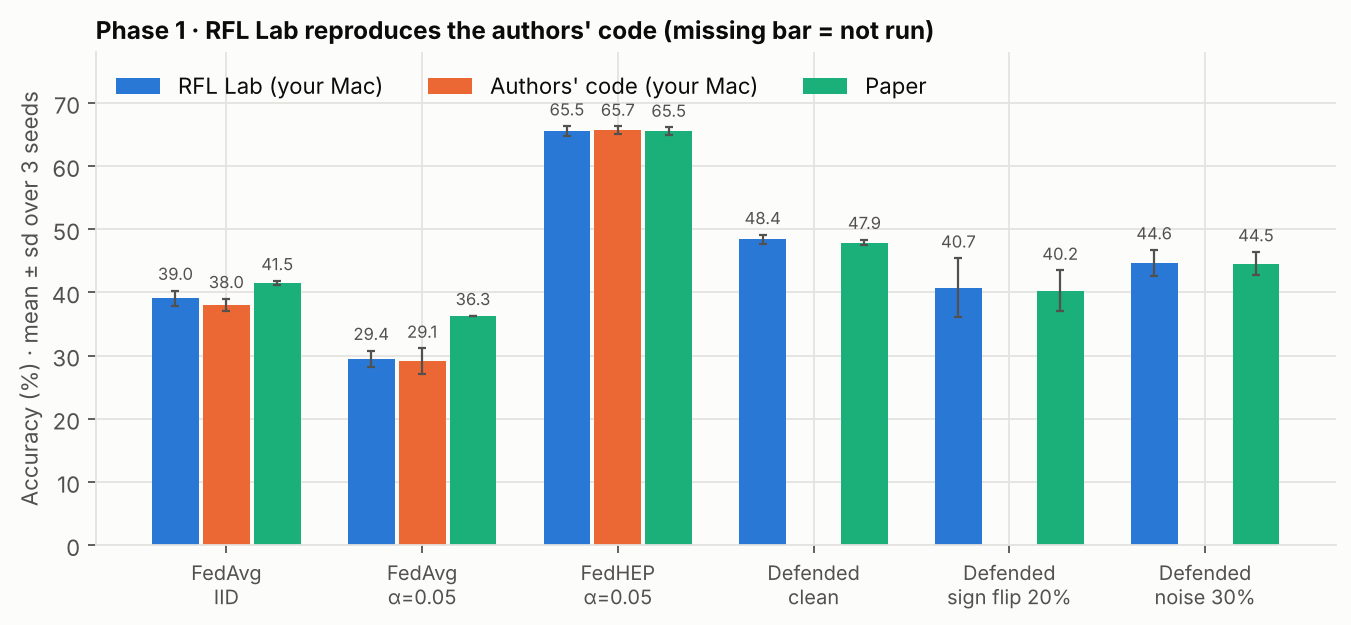 Phase 1 · RFL Lab reproduces the authors' code (missing bar = not run)
RFL Lab (your Mac)
Authors' code (your Mac)
Paper
Accuracy (%) · mean ± sd over 3 seeds
70
60
50
40
30
20
10
0
39.0
38.0
41.5
29.4
29.1
36.3
65.5
65.7
65.5
48.4
47.9
40.7
40.2
44.6
44.5
FedAvg
IID
FedAvg
α=0.05
FedHEP
α=0.05
Defended
clean
Defended
sign flip 20%
Defended
noise 30%